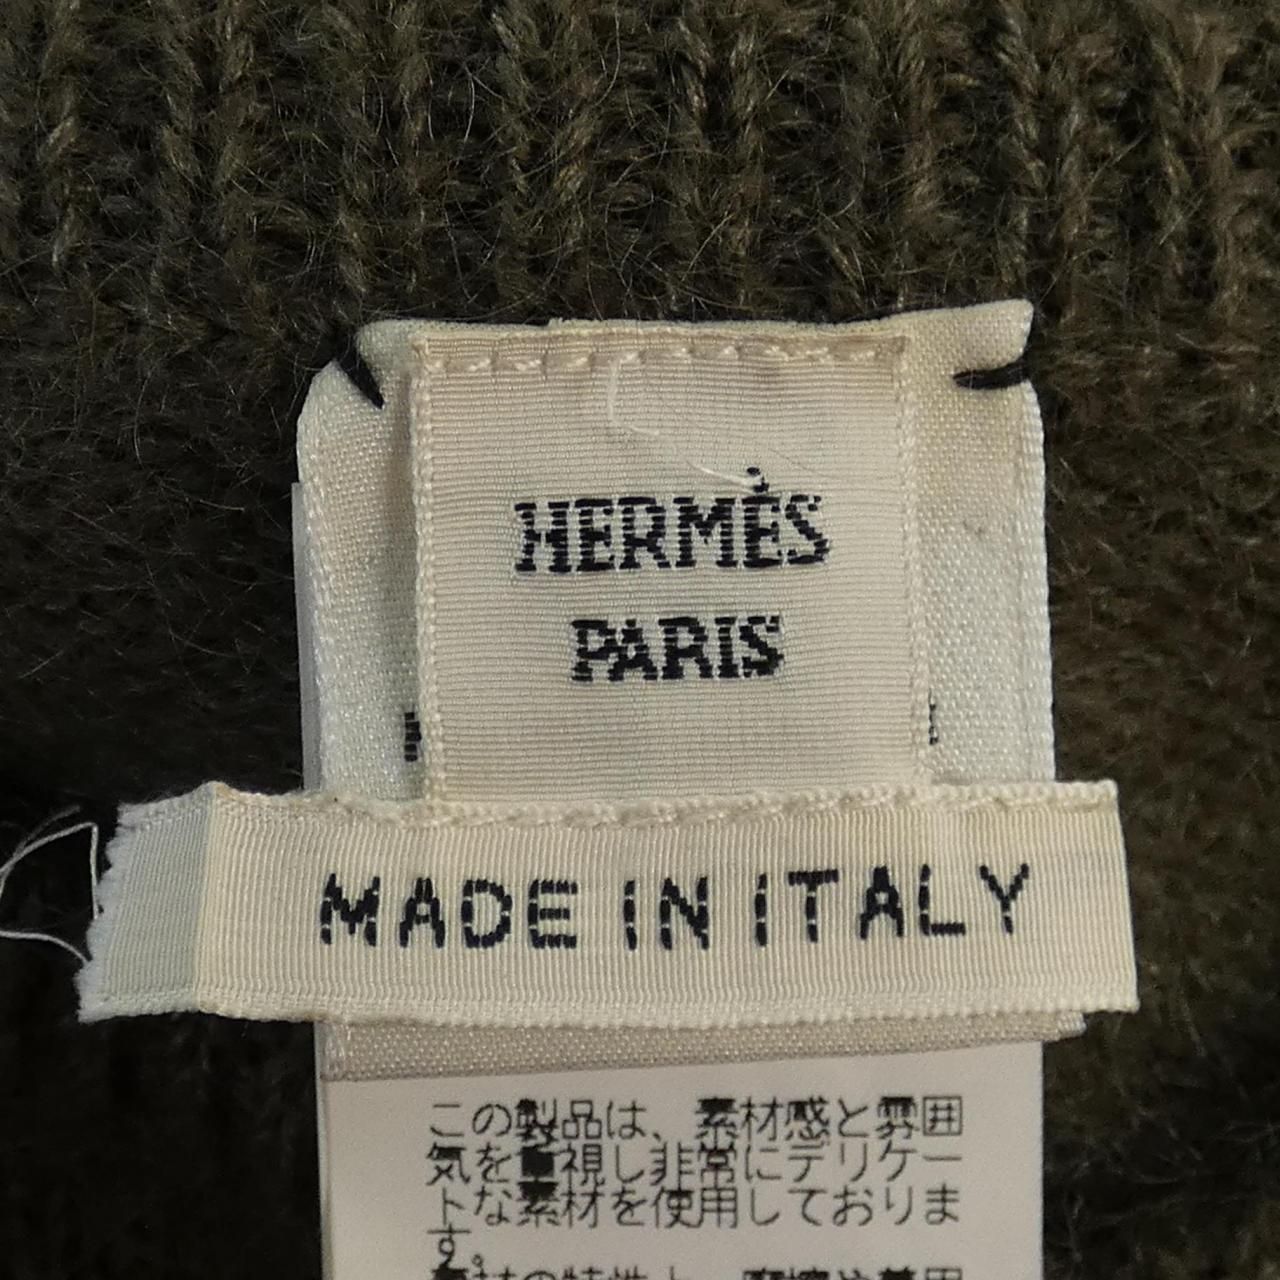 HERMÈS
PARIS
MADE IN ITALY
この製品は、素材感と雰囲
気を重視し非常にデリケー
トな素材を使用しておりま
す。